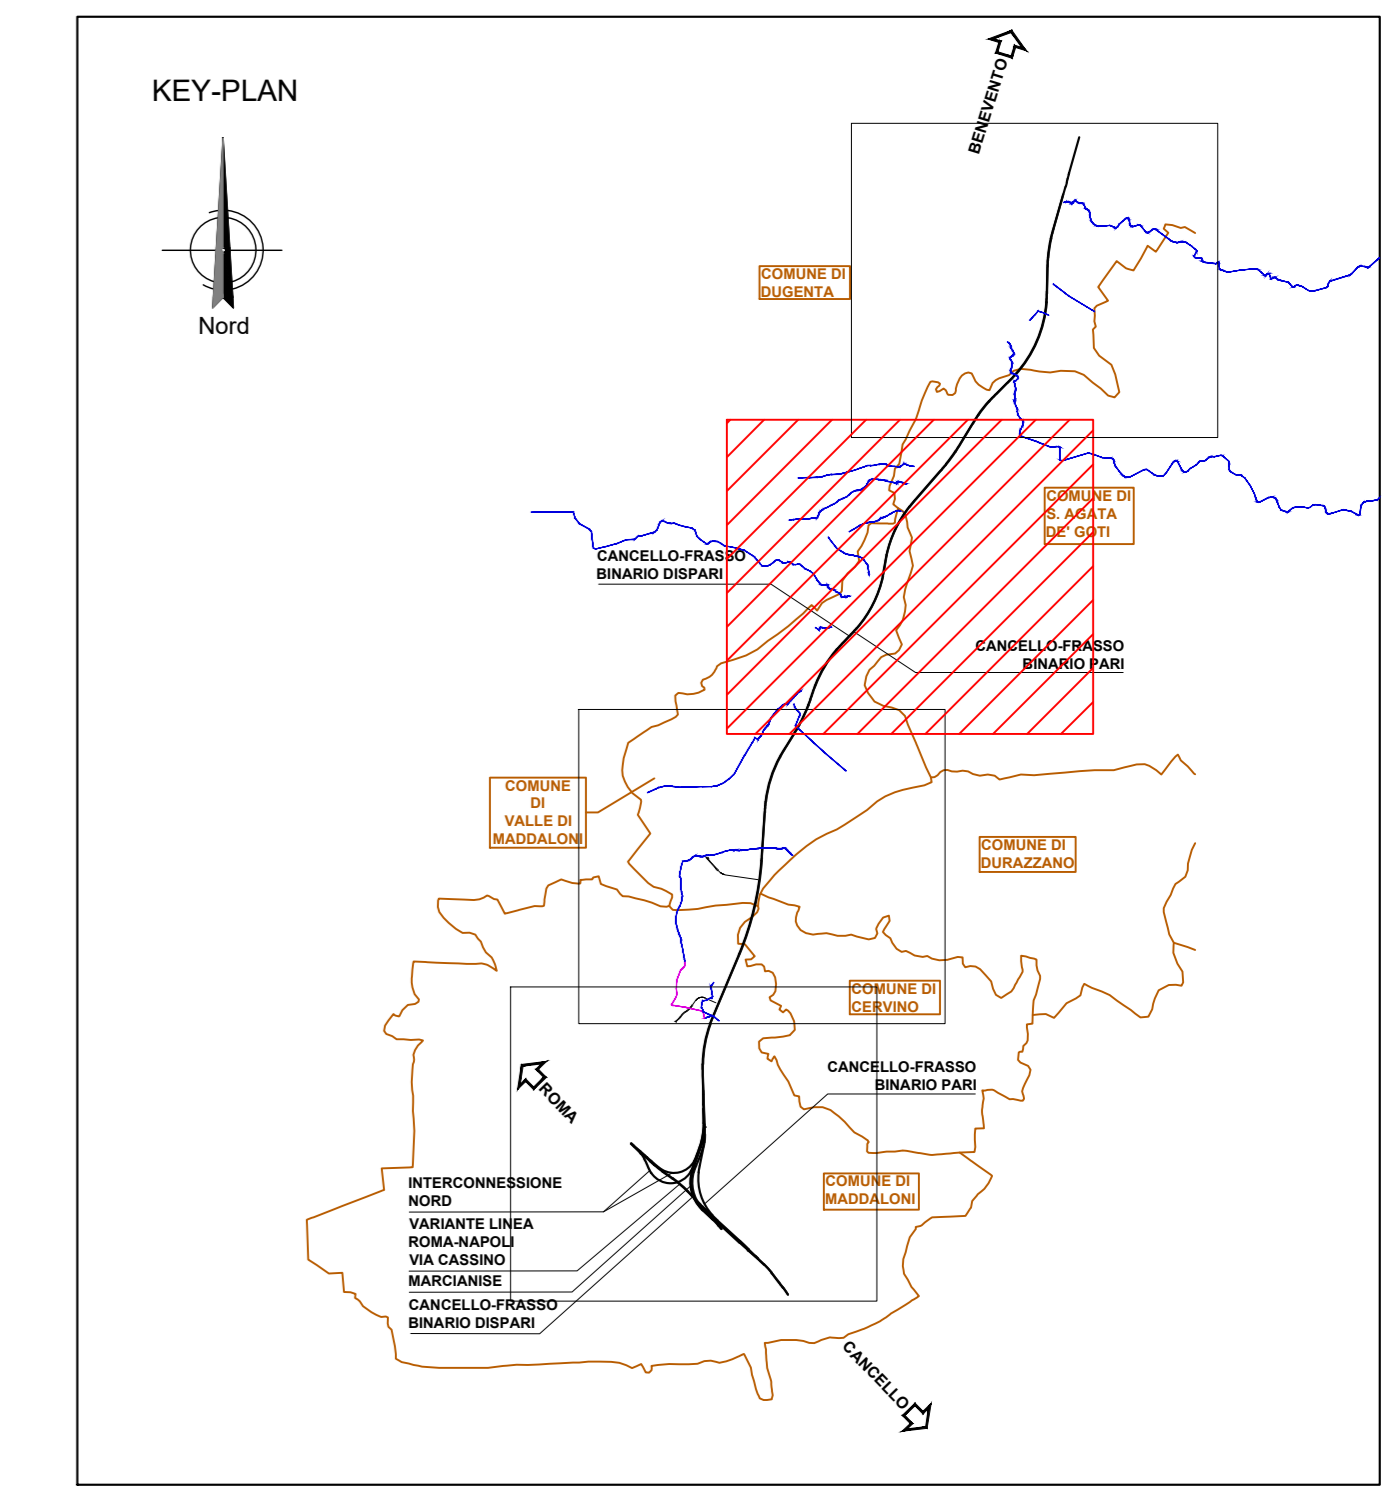 KEY-PLAN
Nord
BENEVENTO
COMUNE DI
DUGENTA
COMUNE DI
S. AGATA
DE' GOTI
CANCELLO-FRASSO
BINARIO DISPARI
CANCELLO-FRASSO
BINARIO PARI
COMUNE
DI
VALLE DI
MADDALONI
COMUNE DI
DURAZZANO
COMUNE DI
CERVINO
ROMA
CANCELLO-FRASSO
BINARIO PARI
INTERCONNESSIONE
NORD
VARIANTE LINEA
ROMA-NAPOLI
VIA CASSINO
MARCIANISE
CANCELLO-FRASSO
BINARIO DISPARI
COMUNE DI
MADDALONI
CANCELLO